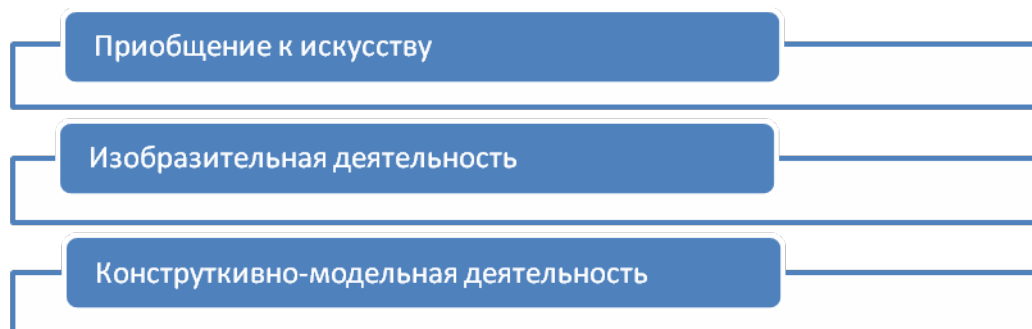 Приобщение к искусству
Изобразительная деятельность
Конструткивно-модельная деятельность